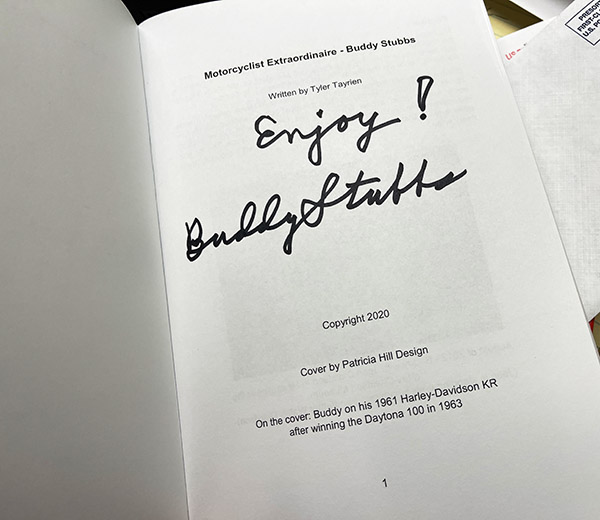 Motorcyclist Extraordinaire - Buddy Stubbs
Written by Tyler Tayrien
Enjoy!
Buddy Stubbs
Copyright 2020
Cover by Patricia Hill Design
On the cover: Buddy on his 1961 Harley-Davidson KR
after winning the Daytona 100 in 1963
1